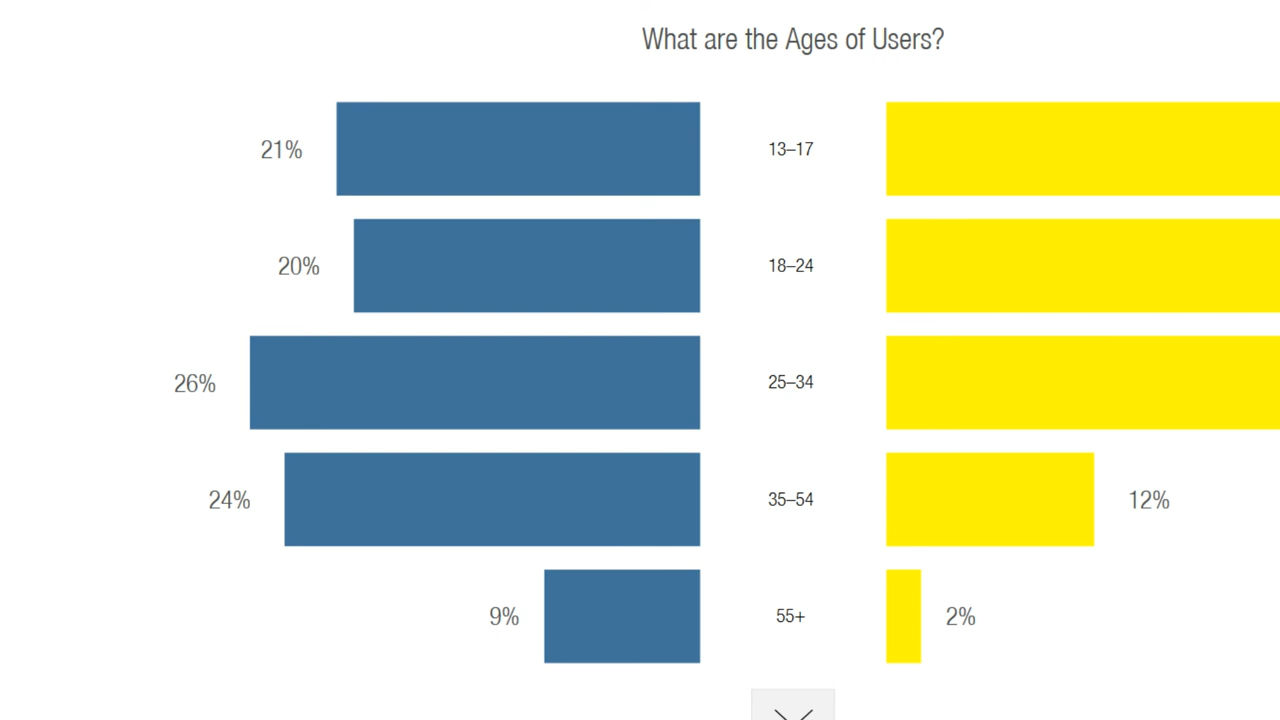 What are the Ages of Users?
21% 13–17
20% 18–24
26% 25–34
24% 35–54 12%
9% 55+ 2%